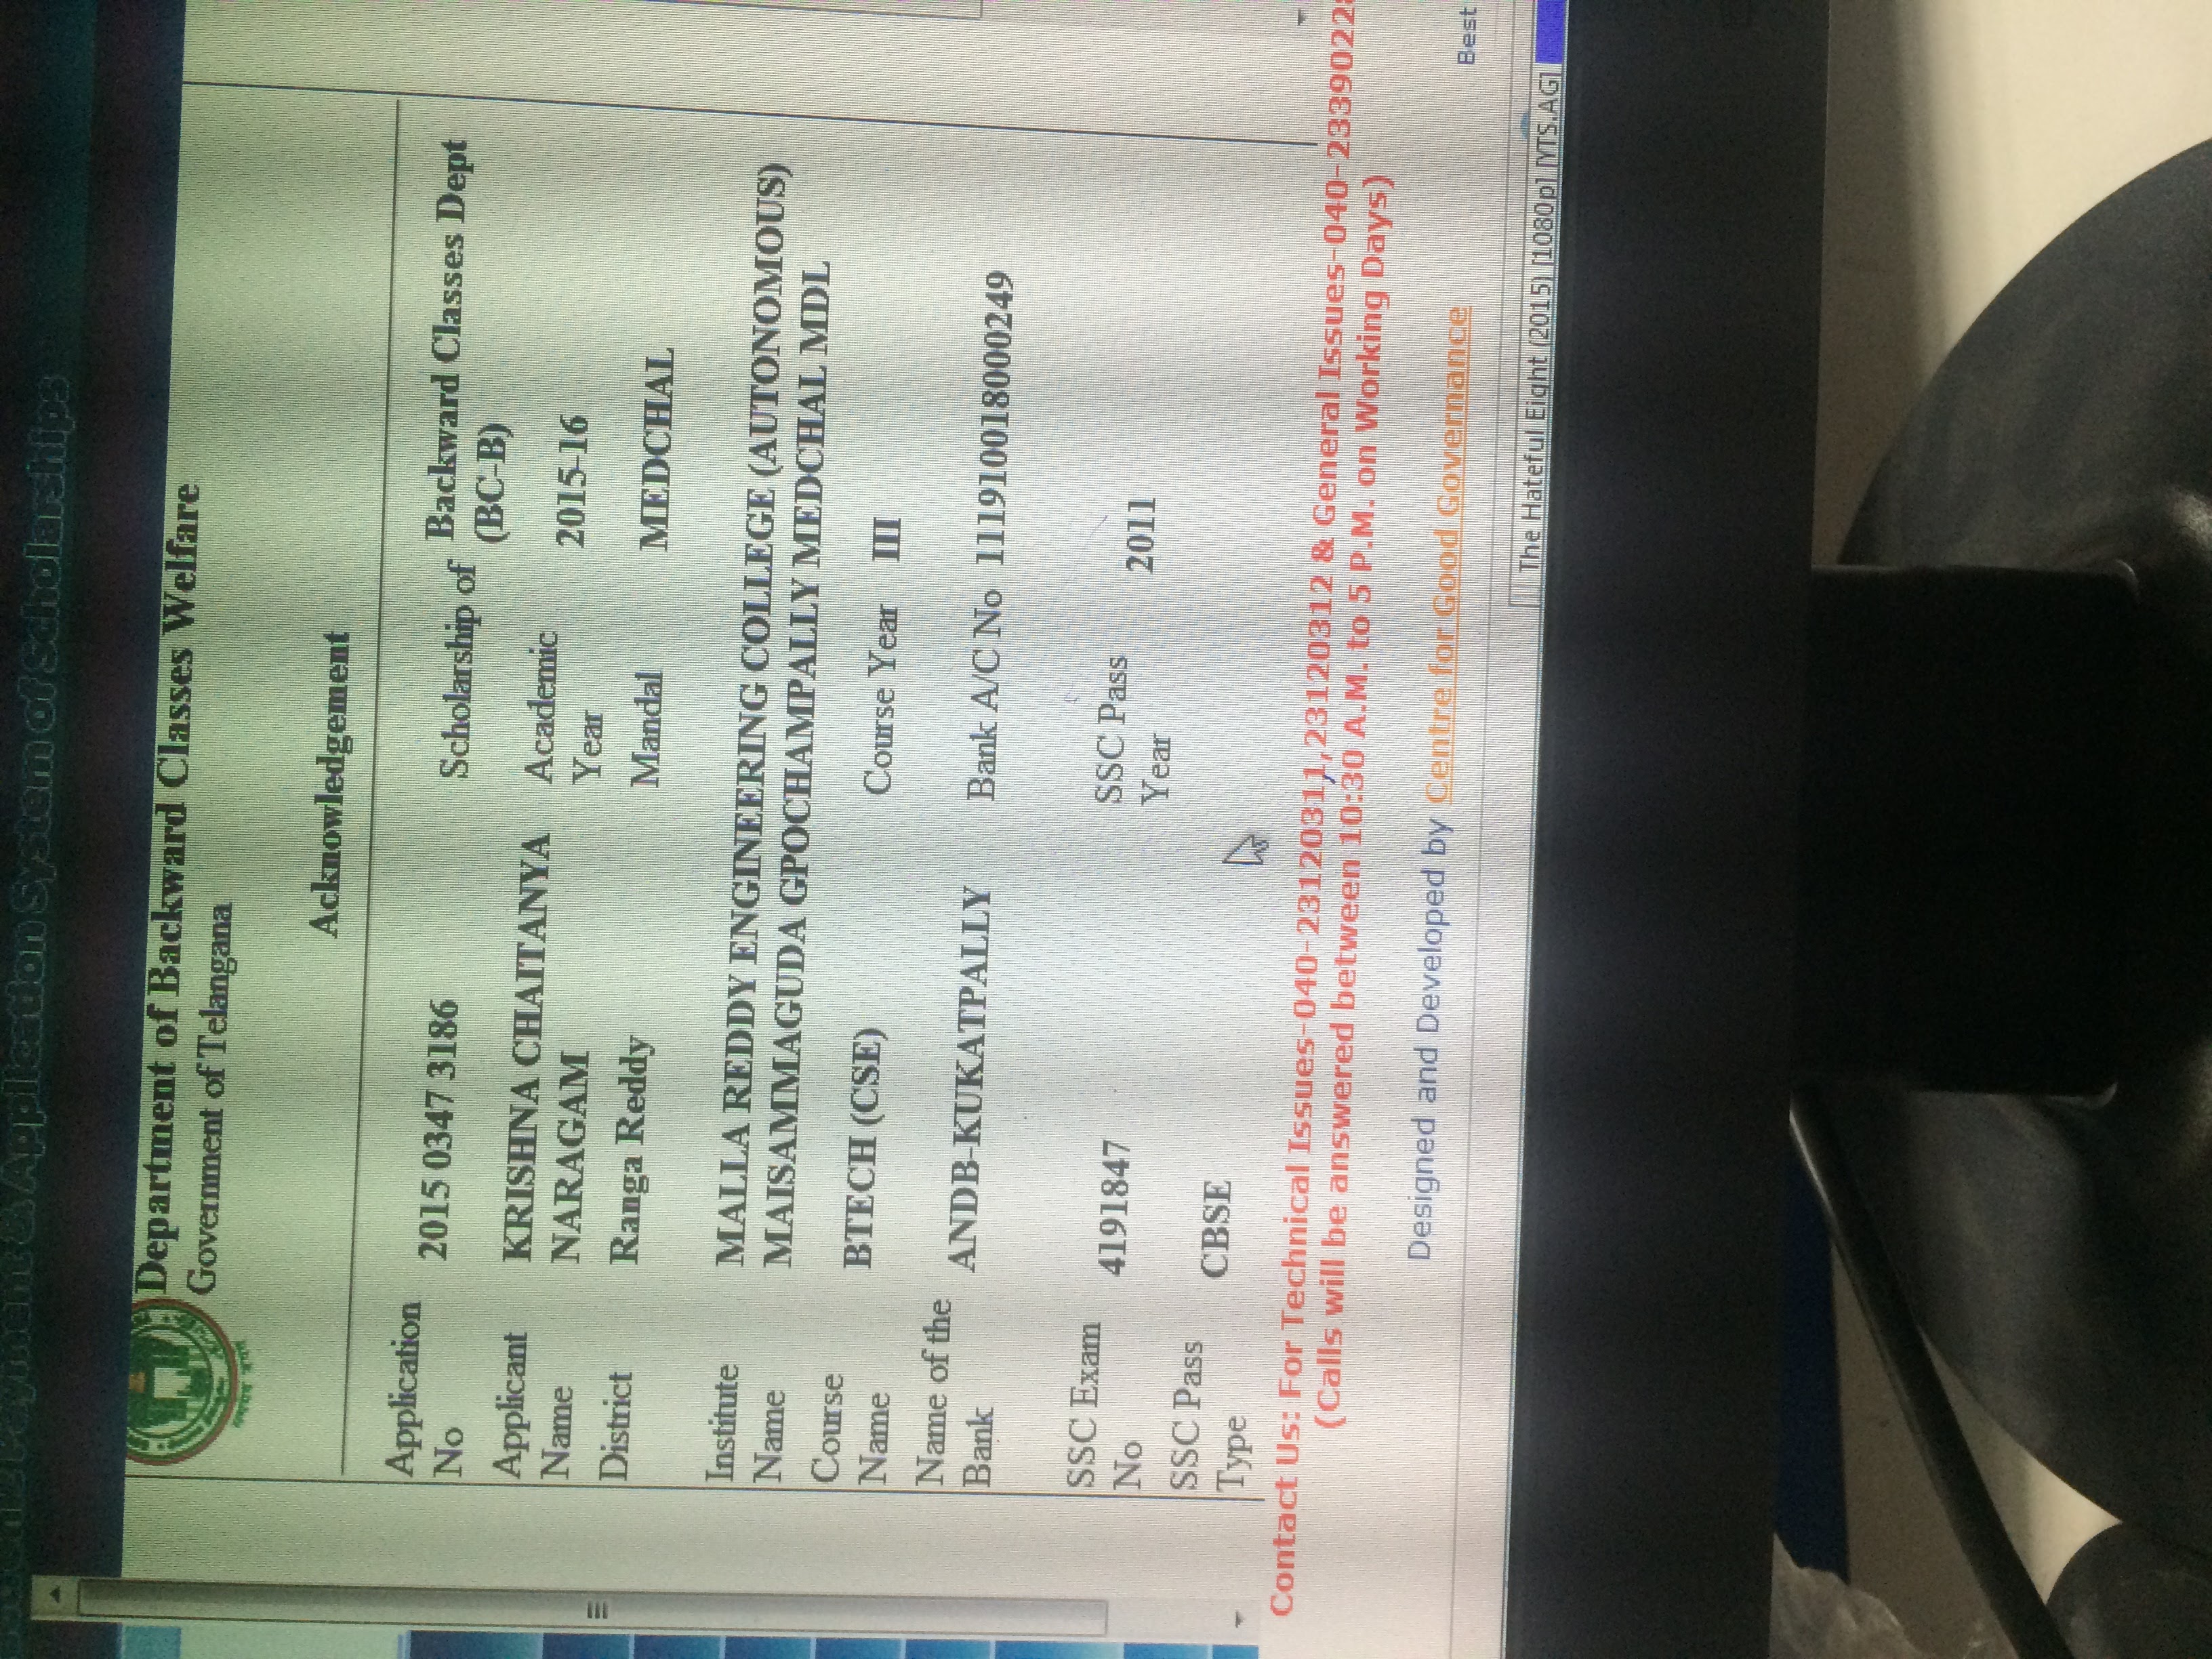 Payment & Application System of Scholarships
Department of Backward Classes Welfare
Government of Telangana
Acknowledgement
Application No 2015 0347 3186 Scholarship of Backward Classes Dept (BC-B)
Applicant Name KRISHNA CHAITANYA NARAGAM Academic Year 2015-16
District Ranga Reddy Mandal MEDCHAL
Institute Name MALLA REDDY ENGINEERING COLLEGE (AUTONOMOUS) MAISAMMAGUDA GPOCHAMPALLY MEDCHAL MDL
Course Name BTECH (CSE) Course Year III
Name of the Bank ANDB-KUKATPALLY Bank A/C No 111910018000249
SSC Exam No 4191847 SSC Pass Year 2011
SSC Pass Type CBSE
Contact Us: For Technical Issues-040-23120311,23120312 & General Issues-040-2339022
(Calls will be answered between 10:30 A.M. to 5 P.M. on Working Days)
Designed and Developed by Centre for Good Governance
Best
The Hateful Eight (2015) [1080p] [YTS.AG]